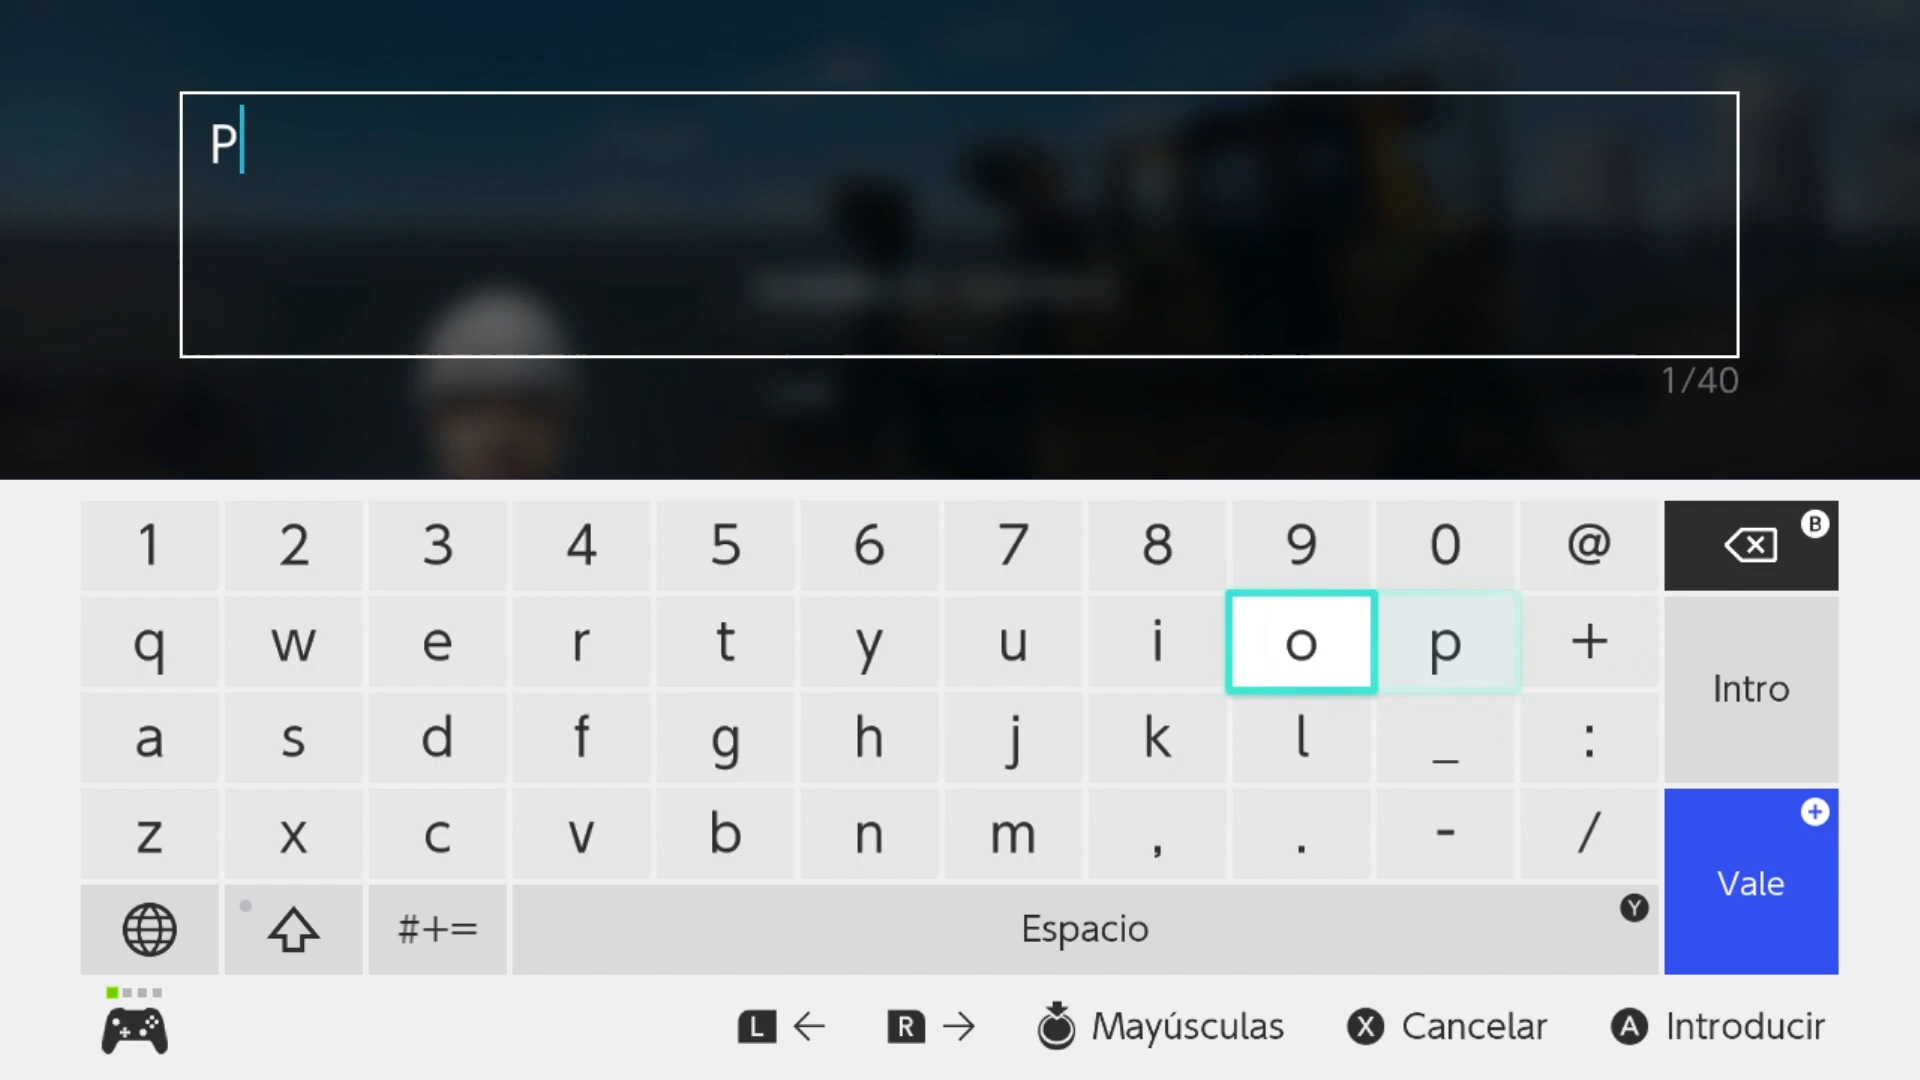 P
1/40
1 2 3 4 5 6 7 8 9 0 @ B
q w e r t y u i o p + Intro
a s d f g h j k l _ :
z x c v b n m , . - / + Vale
#+= Espacio Y
L ← R → Mayúsculas X Cancelar A Introducir